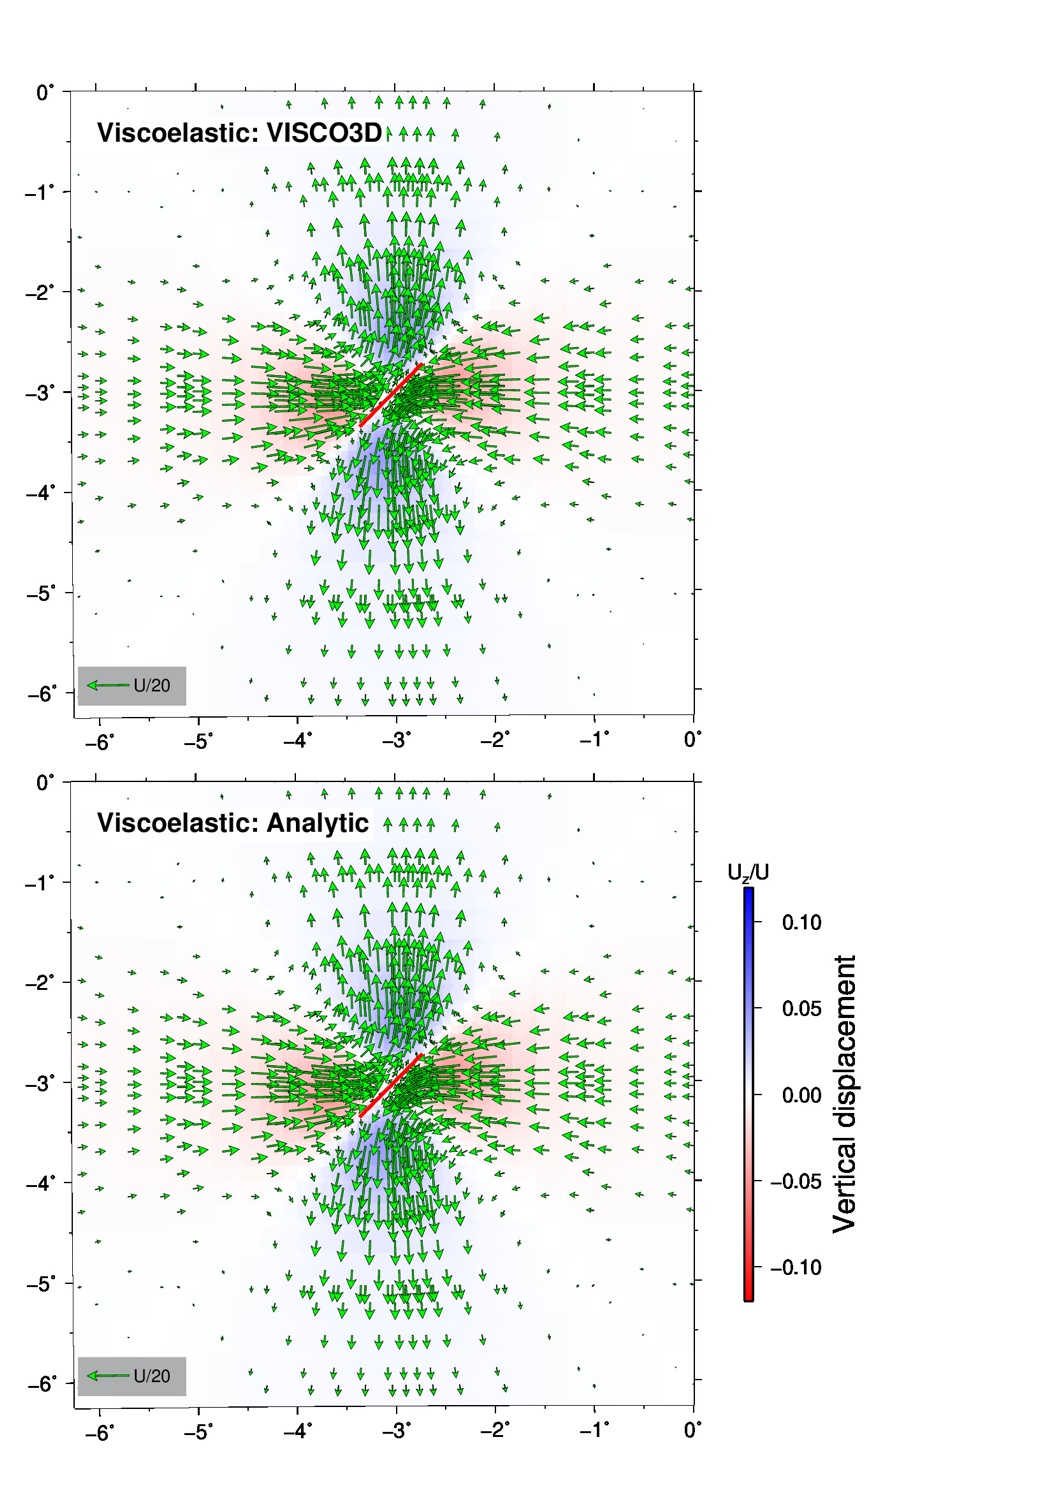 0°
Viscoelastic: VISCO3D
−1°
−2°
−3°
−4°
−5°
−6°
U/20
−6° −5° −4° −3° −2° −1° 0°
0°
Viscoelastic: Analytic
−1°
−2°
−3°
−4°
−5°
−6°
U/20
−6° −5° −4° −3° −2° −1° 0°
Uz/U
0.10
0.05
0.00
−0.05
−0.10
Vertical displacement